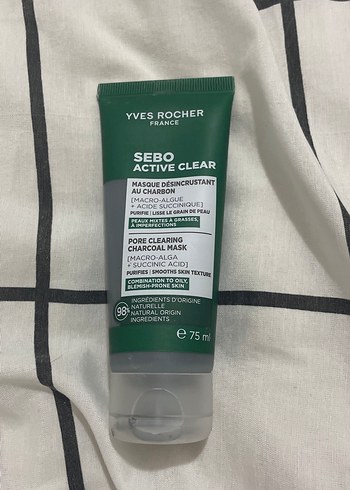 YVES ROCHER
FRANCE
SEBO
ACTIVE CLEAR
MASQUE DÉSINCRUSTANT
AU CHARBON
[MACRO-ALGUE
+ ACIDE SUCCINIQUE]
PURIFIE | LISSE LE GRAIN DE PEAU
PEAUX MIXTES À GRASSES,
À IMPERFECTIONS
PORE CLEARING
CHARCOAL MASK
[MACRO-ALGA
+ SUCCINIC ACID]
PURIFIES | SMOOTHS SKIN TEXTURE
COMBINATION TO OILY,
BLEMISH-PRONE SKIN
98%
INGRÉDIENTS D'ORIGINE
NATURELLE
NATURAL ORIGIN
INGREDIENTS
℮ 75 ml